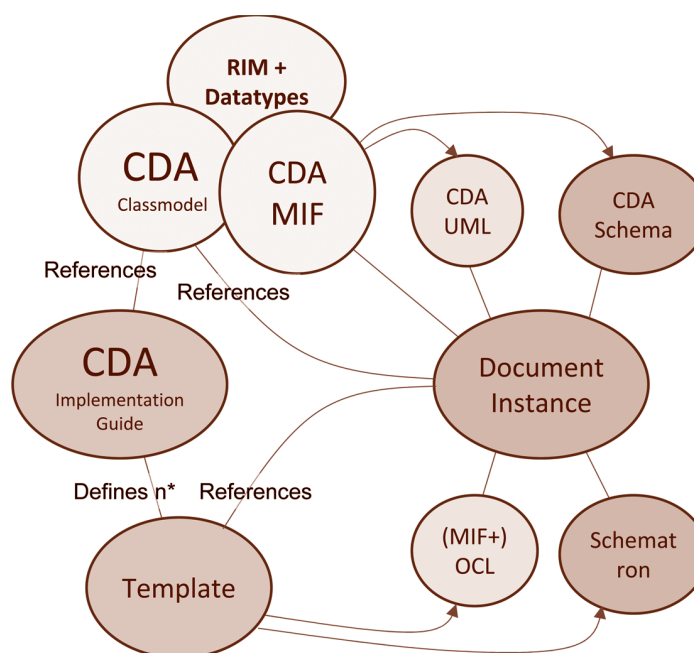 RIM +
Datatypes
CDA
Classmodel
CDA
MIF
CDA
UML
CDA
Schema
References
References
CDA
Implementation
Guide
Document
Instance
Defines n*
References
Template
(MIF+)
OCL
Schemat
ron